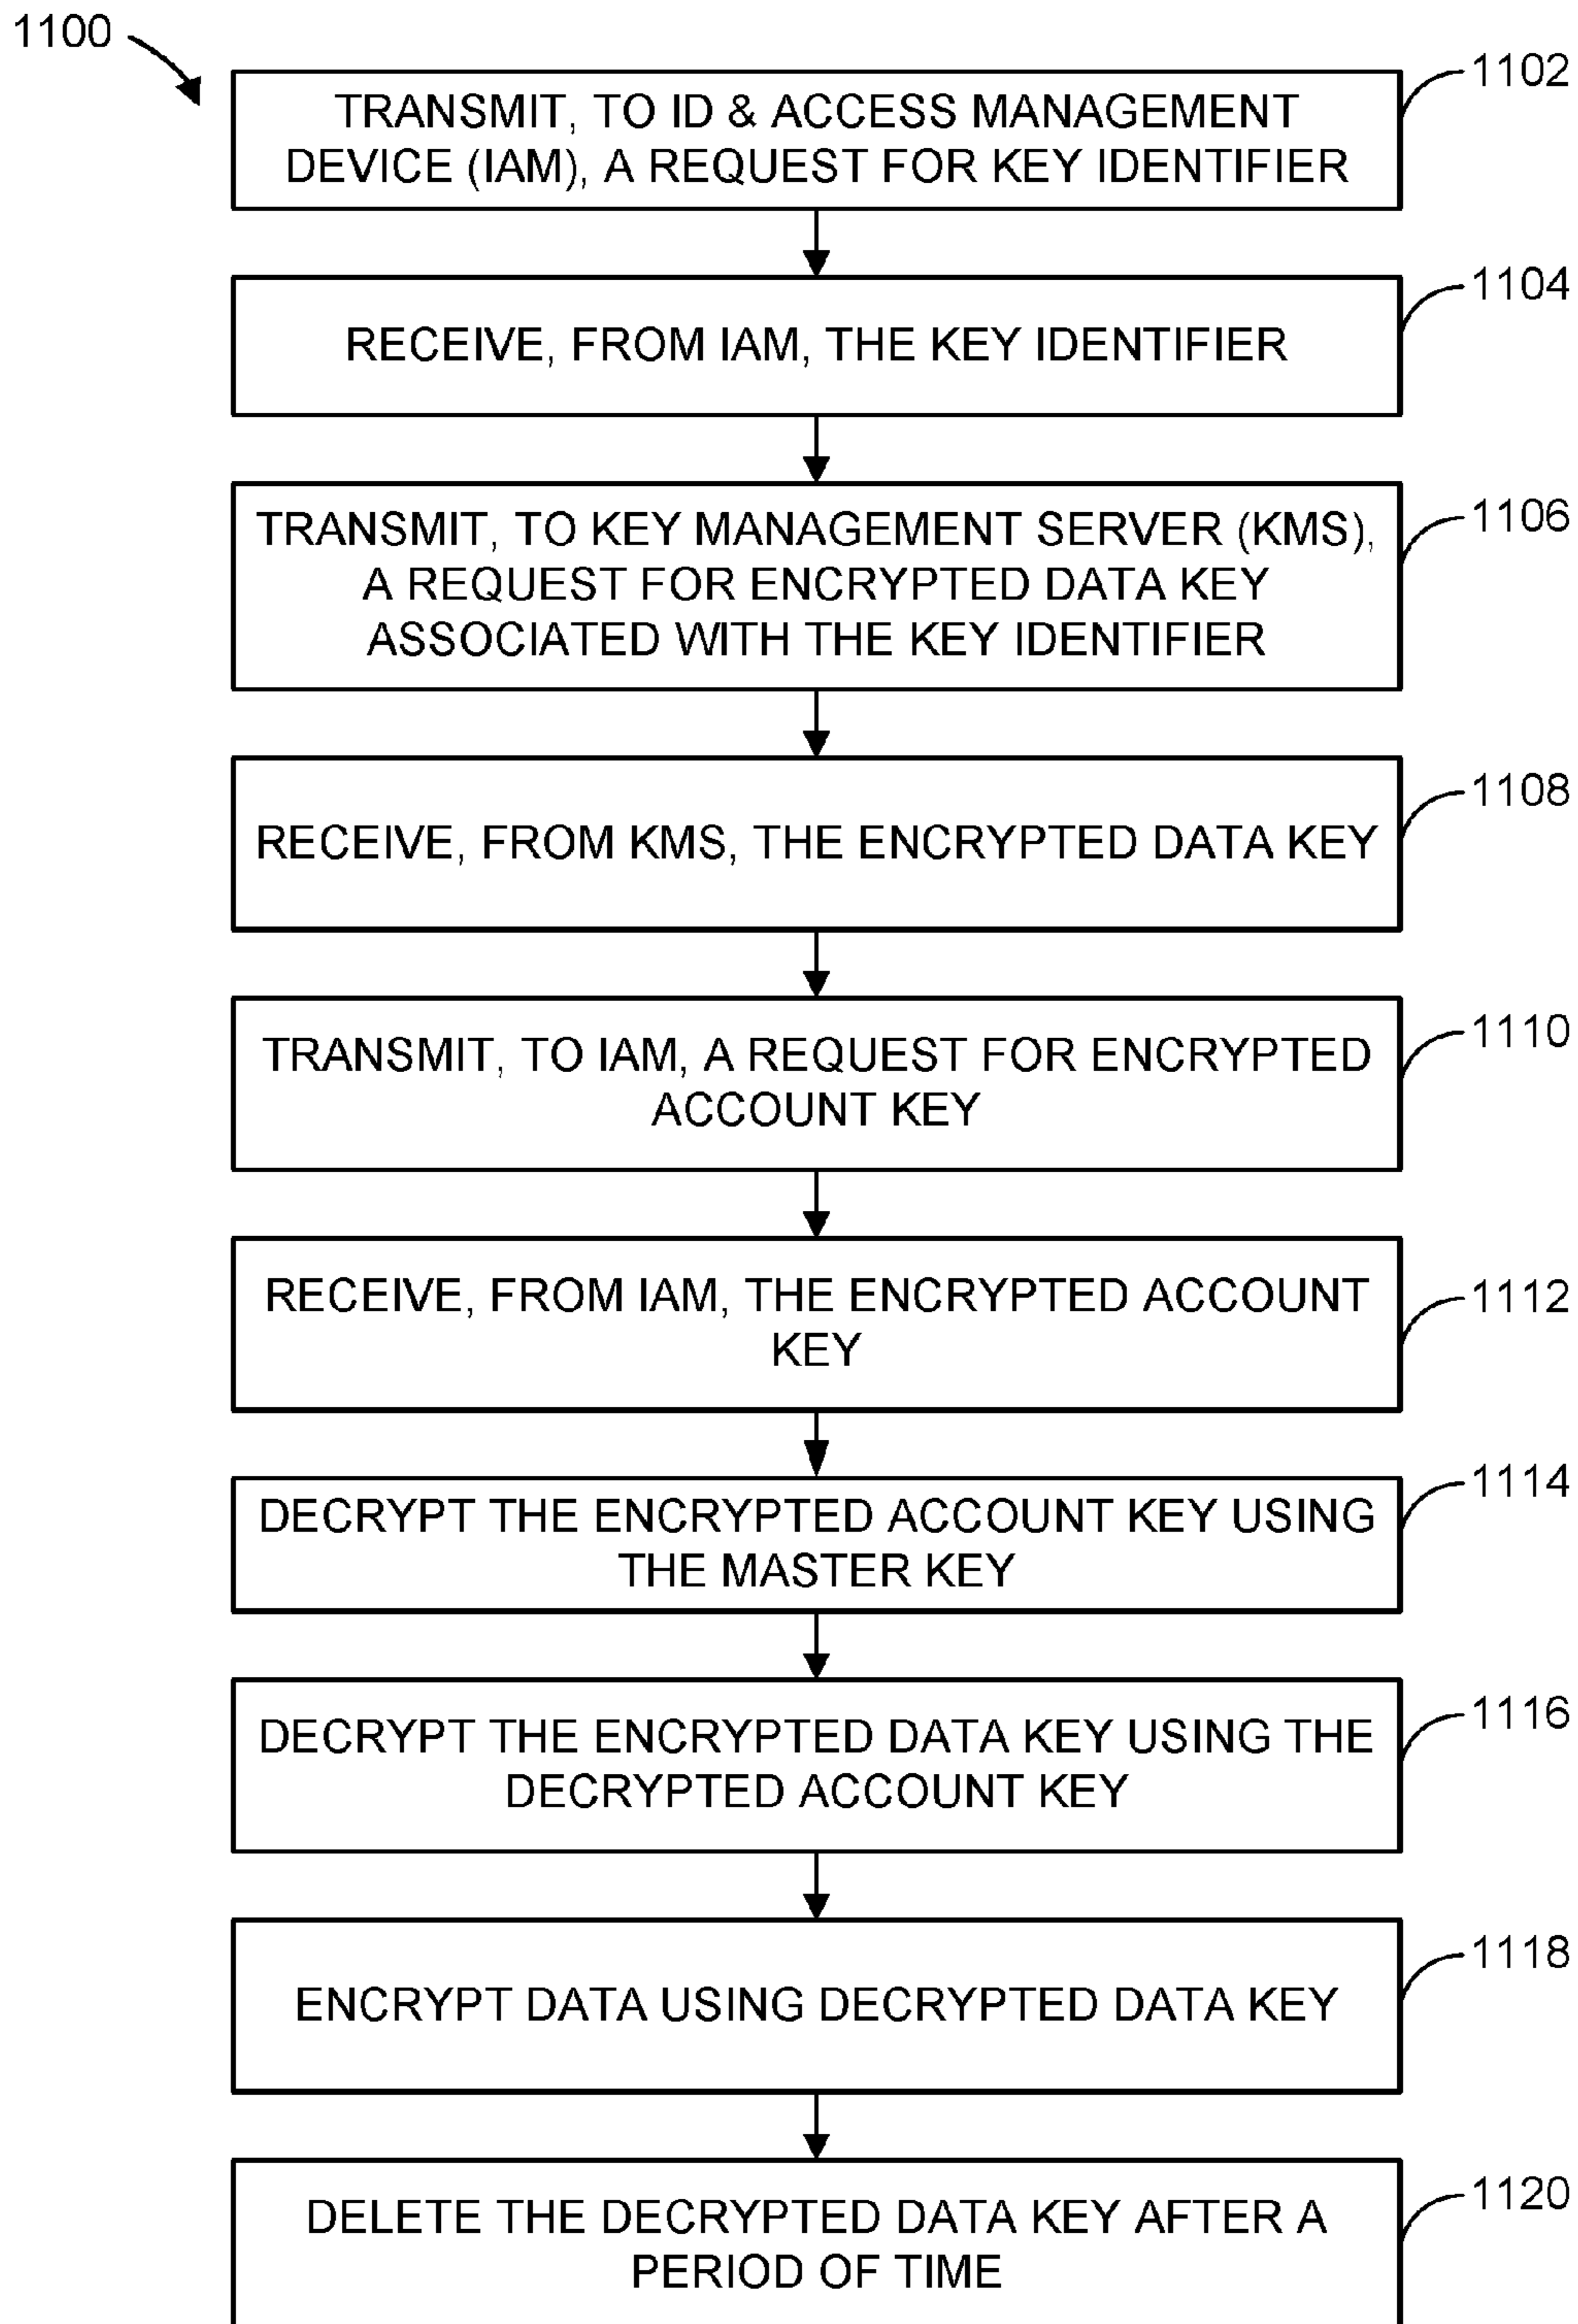 1100
1102
TRANSMIT, TO ID & ACCESS MANAGEMENT
DEVICE (IAM), A REQUEST FOR KEY IDENTIFIER
1104
RECEIVE, FROM IAM, THE KEY IDENTIFIER
1106
TRANSMIT, TO KEY MANAGEMENT SERVER (KMS),
A REQUEST FOR ENCRYPTED DATA KEY
ASSOCIATED WITH THE KEY IDENTIFIER
1108
RECEIVE, FROM KMS, THE ENCRYPTED DATA KEY
1110
TRANSMIT, TO IAM, A REQUEST FOR ENCRYPTED
ACCOUNT KEY
1112
RECEIVE, FROM IAM, THE ENCRYPTED ACCOUNT
KEY
1114
DECRYPT THE ENCRYPTED ACCOUNT KEY USING
THE MASTER KEY
1116
DECRYPT THE ENCRYPTED DATA KEY USING THE
DECRYPTED ACCOUNT KEY
1118
ENCRYPT DATA USING DECRYPTED DATA KEY
1120
DELETE THE DECRYPTED DATA KEY AFTER A
PERIOD OF TIME